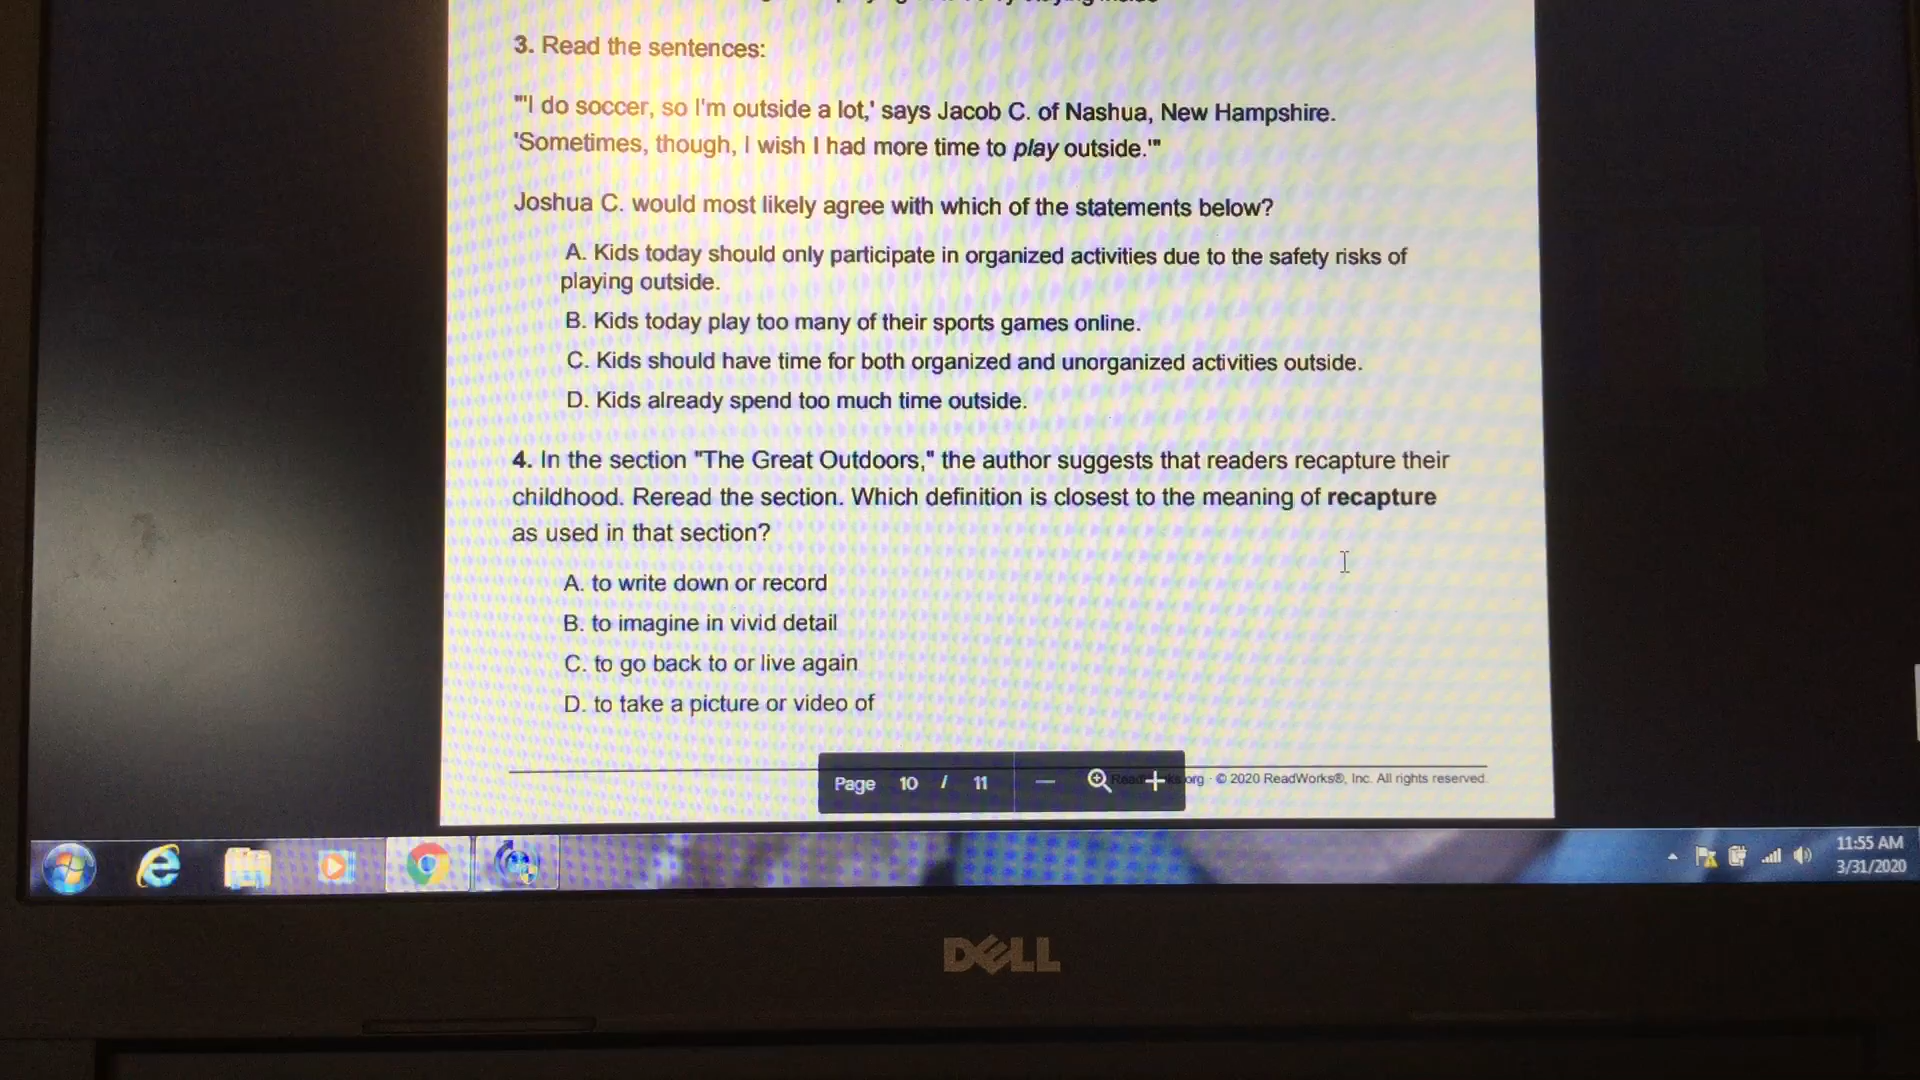 3. Read the sentences:
"'I do soccer, so I'm outside a lot,' says Jacob C. of Nashua, New Hampshire.
'Sometimes, though, I wish I had more time to play outside.'"
Joshua C. would most likely agree with which of the statements below?
A. Kids today should only participate in organized activities due to the safety risks of
playing outside.
B. Kids today play too many of their sports games online.
C. Kids should have time for both organized and unorganized activities outside.
D. Kids already spend too much time outside.
4. In the section "The Great Outdoors," the author suggests that readers recapture their
childhood. Reread the section. Which definition is closest to the meaning of recapture
as used in that section?
A. to write down or record
B. to imagine in vivid detail
C. to go back to or live again
D. to take a picture or video of
Page 10 / 11
org · © 2020 ReadWorks®, Inc. All rights reserved.
11:55 AM
3/31/2020
DELL